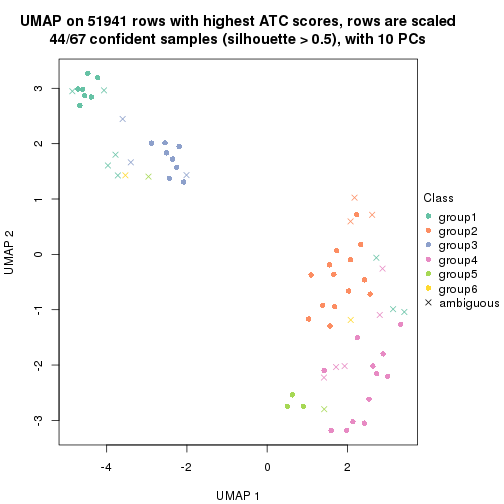 UMAP on 51941 rows with highest ATC scores, rows are scaled
44/67 confident samples (silhouette > 0.5), with 10 PCs
3
2
1
0
-1
-2
-3
UMAP 2
-4
-2
0
2
UMAP 1
Class
group1
group2
group3
group4
group5
group6
ambiguous